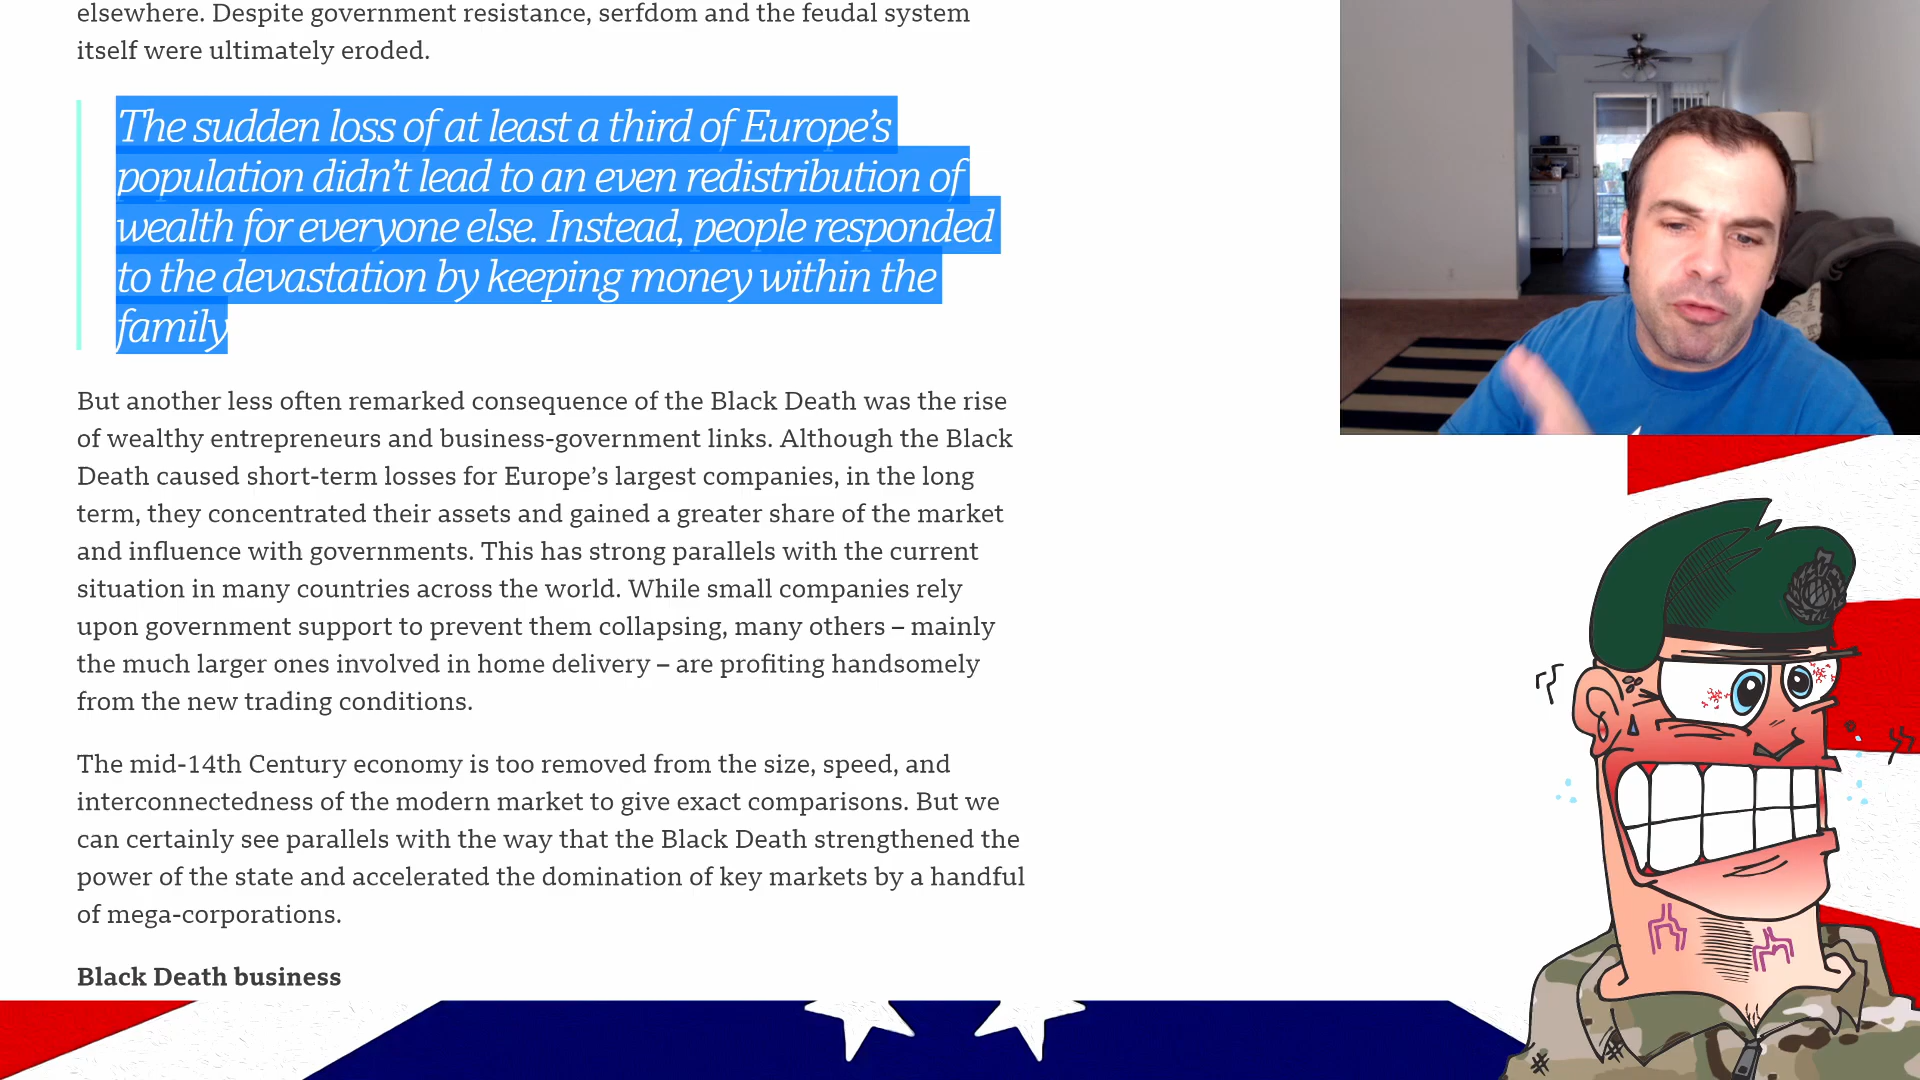 elsewhere. Despite government resistance, serfdom and the feudal system
itself were ultimately eroded.
The sudden loss of at least a third of Europe’s
population didn’t lead to an even redistribution of
wealth for everyone else. Instead, people responded
to the devastation by keeping money within the
family
But another less often remarked consequence of the Black Death was the rise
of wealthy entrepreneurs and business-government links. Although the Black
Death caused short-term losses for Europe’s largest companies, in the long
term, they concentrated their assets and gained a greater share of the market
and influence with governments. This has strong parallels with the current
situation in many countries across the world. While small companies rely
upon government support to prevent them collapsing, many others – mainly
the much larger ones involved in home delivery – are profiting handsomely
from the new trading conditions.
The mid-14th Century economy is too removed from the size, speed, and
interconnectedness of the modern market to give exact comparisons. But we
can certainly see parallels with the way that the Black Death strengthened the
power of the state and accelerated the domination of key markets by a handful
of mega-corporations.
Black Death business